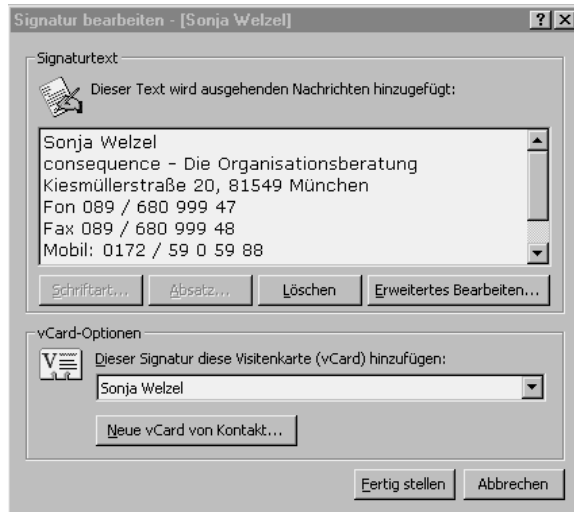 Signatur bearbeiten - [Sonja Welzel]
Signaturtext
Dieser Text wird ausgehenden Nachrichten hinzugefügt:
Sonja Welzel
consequence - Die Organisationsberatung
Kiesmüllerstraße 20, 81549 München
Fon 089 / 680 999 47
Fax 089 / 680 999 48
Mobil: 0172 / 59 0 59 88
Schriftart... Absatz... Löschen Erweitertes Bearbeiten...
vCard-Optionen
Dieser Signatur diese Visitenkarte (vCard) hinzufügen:
Sonja Welzel
Neue vCard von Kontakt...
Fertig stellen Abbrechen